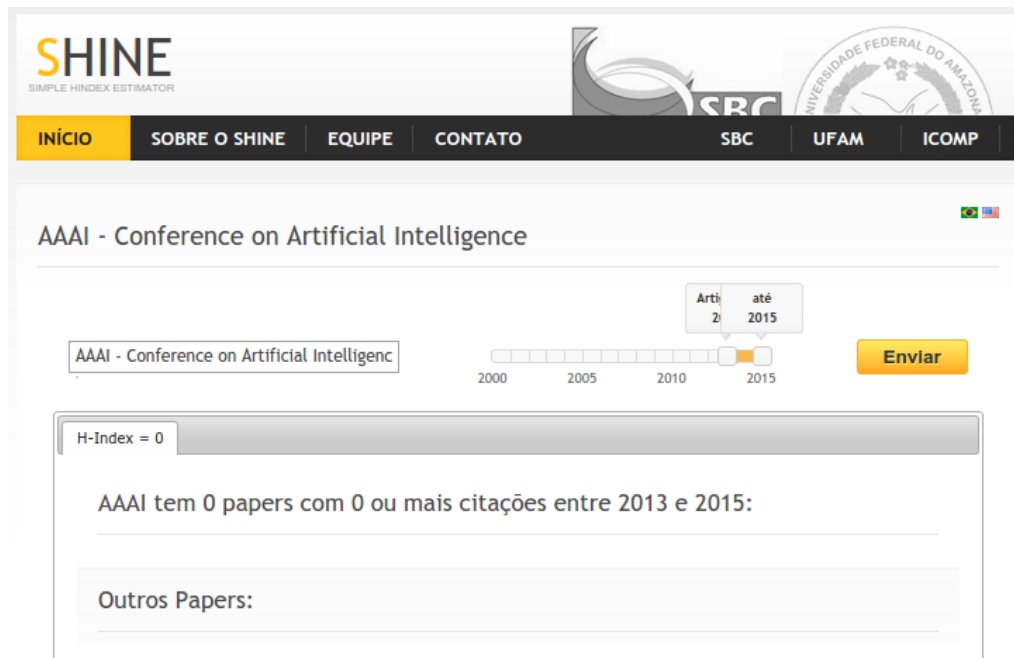 SHINE
SIMPLE HINDEX ESTIMATOR
SBC
DADE FEDERAL DO
INÍCIO SOBRE O SHINE EQUIPE CONTATO SBC UFAM ICOMP
AAAI - Conference on Artificial Intelligence
até
2015
AAAI - Conference on Artificial Intelligenc
Enviar
2000 2005 2010 2015
H-Index = 0
AAAI tem 0 papers com 0 ou mais citações entre 2013 e 2015:
Outros Papers: